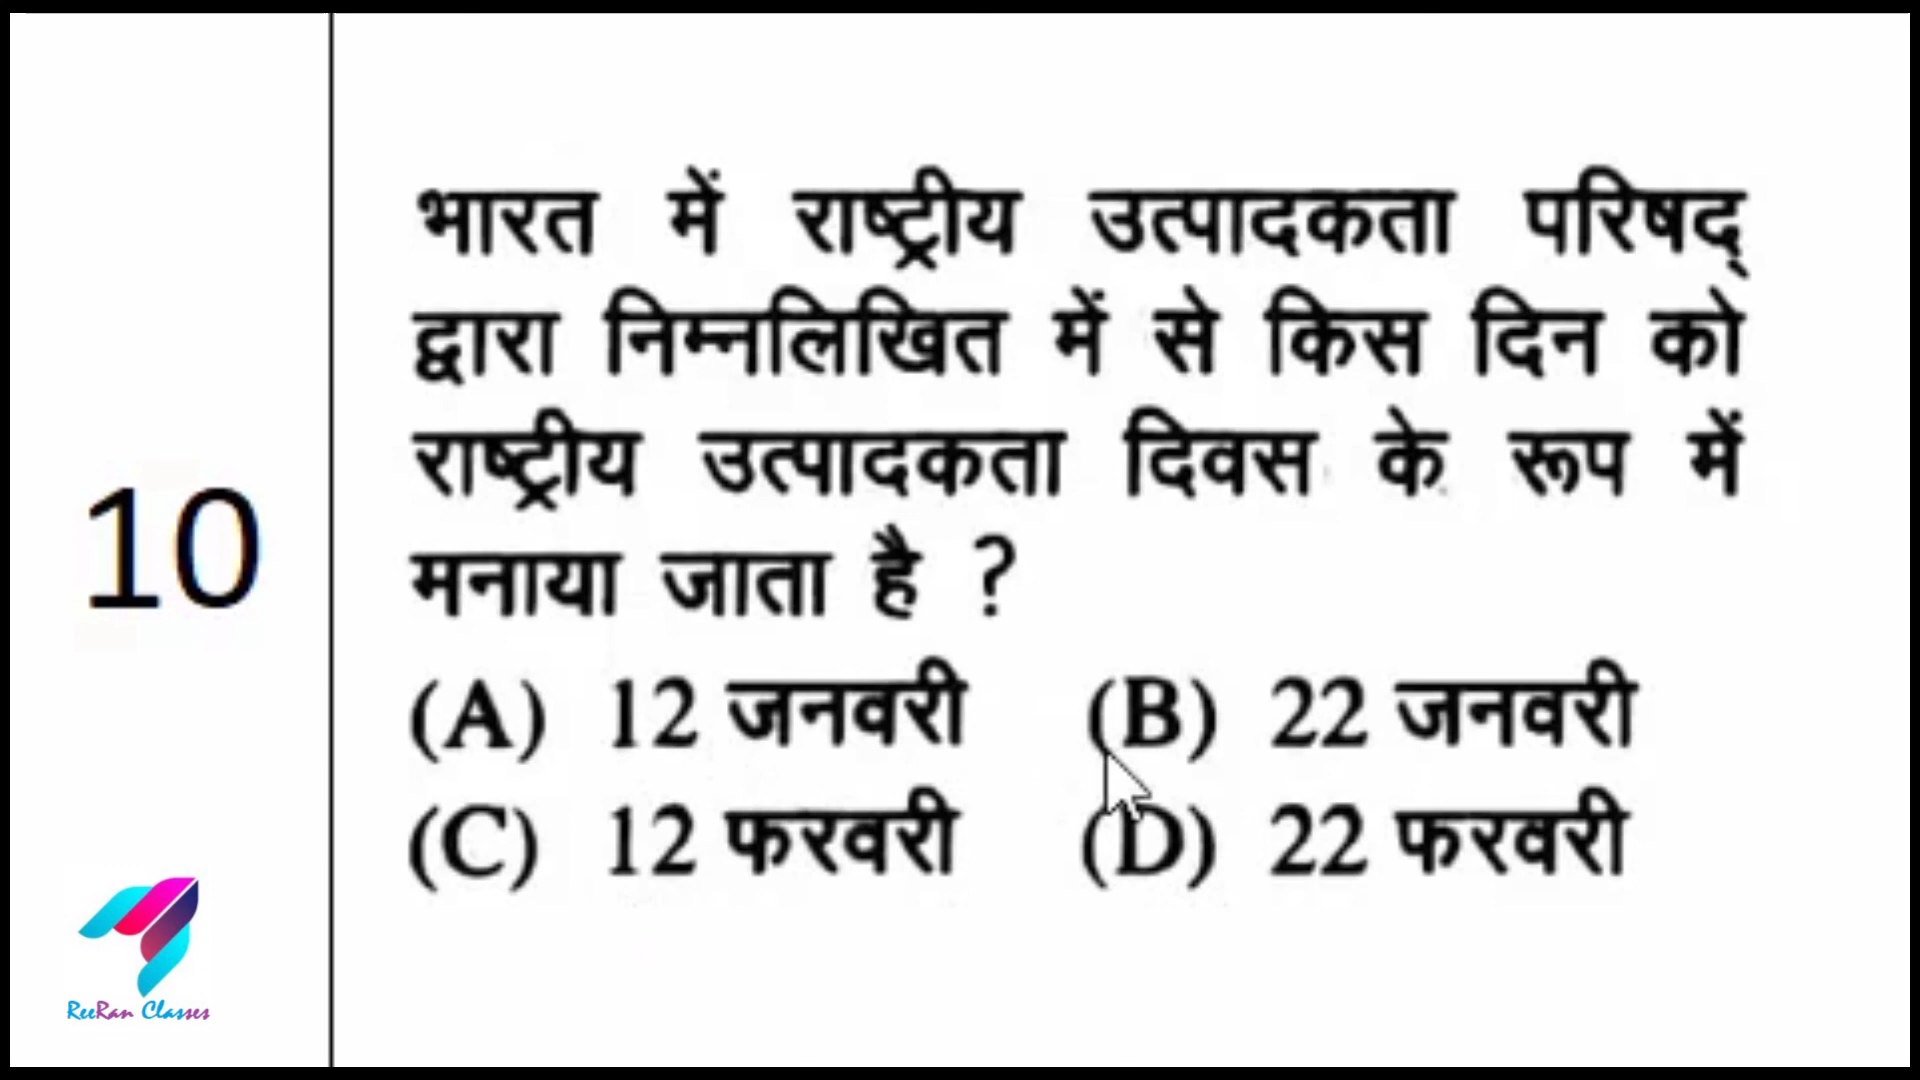 भारत में राष्ट्रीय उत्पादकता परिषद्
द्वारा निम्नलिखित में से किस दिन को
राष्ट्रीय उत्पादकता दिवस के रूप में
मनाया जाता है ?
10
(A) 12 जनवरी (B) 22 जनवरी
(C) 12 फरवरी (D) 22 फरवरी
ReeRan Classes